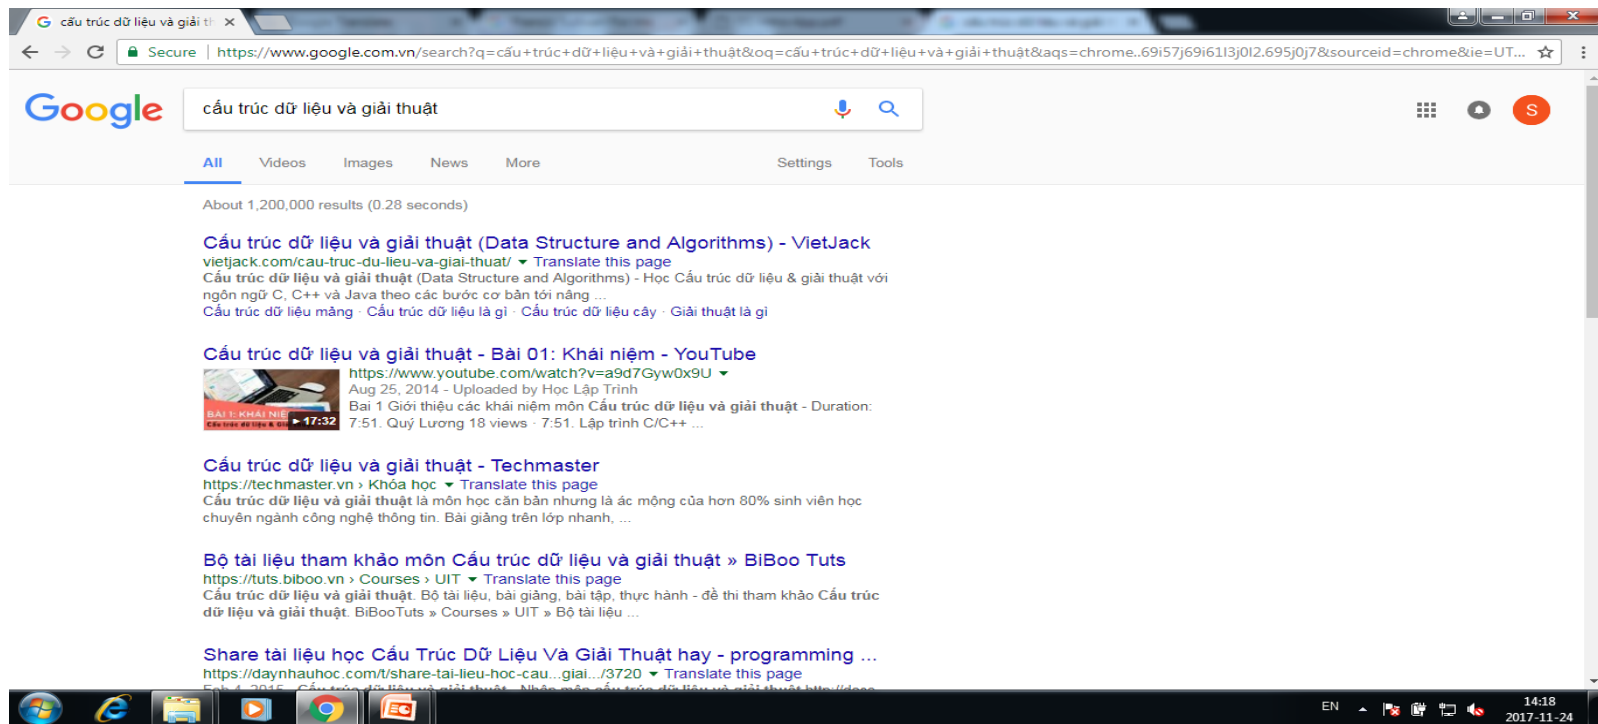 cấu trúc dữ liệu và giải th
Secure | https://www.google.com.vn/search?q=cấu+trúc+dữ+liệu+và+giải+thuật&oq=cấu+trúc+dữ+liệu+và+giải+thuật&aqs=chrome..69i57j69i61l3j0l2.695j0j7&sourceid=chrome&ie=UT...
Google
cấu trúc dữ liệu và giải thuật
S
All Videos Images News More Settings Tools
About 1,200,000 results (0.28 seconds)
Cấu trúc dữ liệu và giải thuật (Data Structure and Algorithms) - VietJack
vietjack.com/cau-truc-du-lieu-va-giai-thuat/ Translate this page
Cấu trúc dữ liệu và giải thuật (Data Structure and Algorithms) - Học Cấu trúc dữ liệu & giải thuật với
ngôn ngữ C, C++ và Java theo các bước cơ bản tới nâng ...
Cấu trúc dữ liệu mảng · Cấu trúc dữ liệu là gì · Cấu trúc dữ liệu cây · Giải thuật là gì
Cấu trúc dữ liệu và giải thuật - Bài 01: Khái niệm - YouTube
https://www.youtube.com/watch?v=a9d7Gyw0x9U
Aug 25, 2014 - Uploaded by Học Lập Trình
Bai 1 Giới thiệu các khái niệm môn Cấu trúc dữ liệu và giải thuật - Duration:
BÀI 1: KHÁI NIỆ
17:32
7:51. Quý Lương 18 views · 7:51. Lập trình C/C++ ...
Cấu trúc dữ liệu và giải thuật - Techmaster
https://techmaster.vn › Khóa học Translate this page
Cấu trúc dữ liệu và giải thuật là môn học căn bản nhưng là ác mộng của hơn 80% sinh viên học
chuyên ngành công nghệ thông tin. Bài giảng trên lớp nhanh, ...
Bộ tài liệu tham khảo môn Cấu trúc dữ liệu và giải thuật » BiBoo Tuts
https://tuts.biboo.vn › Courses › UIT Translate this page
Cấu trúc dữ liệu và giải thuật. Bộ tài liệu, bài giảng, bài tập, thực hành - đề thi tham khảo Cấu trúc
dữ liệu và giải thuật. BiBooTuts » Courses » UIT » Bộ tài liệu ...
Share tài liệu học Cấu Trúc Dữ Liệu Và Giải Thuật hay - programming ...
https://daynhauhoc.com/t/share-tai-lieu-hoc-cau...giai.../3720 Translate this page
EN
14:18
2017-11-24